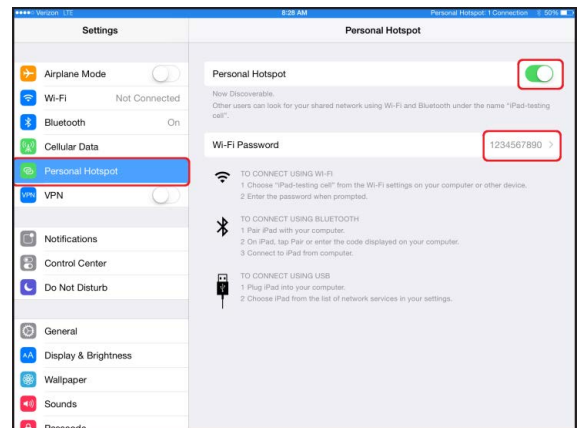 Verizon LTE
8:28 AM
Personal Hotspot: 1 Connection
50%
Settings
Personal Hotspot
Airplane Mode
Wi-Fi Not Connected
Bluetooth On
Cellular Data
Personal Hotspot
VPN VPN
Notifications
Control Center
Do Not Disturb
General
AA Display & Brightness
Wallpaper
Sounds
Passcode
Personal Hotspot
Now Discoverable.
Other users can look for your shared network using Wi-Fi and Bluetooth under the name "iPad-testing
cell".
Wi-Fi Password 1234567890
TO CONNECT USING WI-FI
1 Choose "iPad-testing cell" from the Wi-Fi settings on your computer or other device.
2 Enter the password when prompted.
TO CONNECT USING BLUETOOTH
1 Pair iPad with your computer.
2 On iPad, tap Pair or enter the code displayed on your computer.
3 Connect to iPad from computer.
TO CONNECT USING USB
1 Plug iPad into your computer.
2 Choose iPad from the list of network services in your settings.